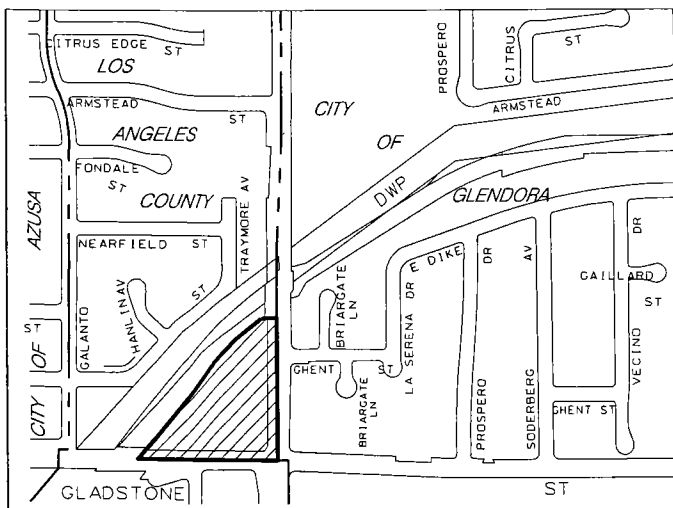 CITRUS EDGE
ST
LOS
ARMSTEAD
ST
ANGELES
FONDALE
ST
COUNTY
NEARFIELD ST
TRAYMORE AV
HANLIN AV
ST
GALANTO
ST
CITY OF AZUSA
CITY
OF
GLENDORA
DWP
PROSPERO
CITRUS
ST
ARMSTEAD
E DIKE
BRIARGATE
LN
GHENT ST
BRIARGATE
LN
LA SERENA DR
PROSPERO DR
SODERBERG AV
GAILLARD
ST
VECINO DR
GHENT ST
GLADSTONE ST